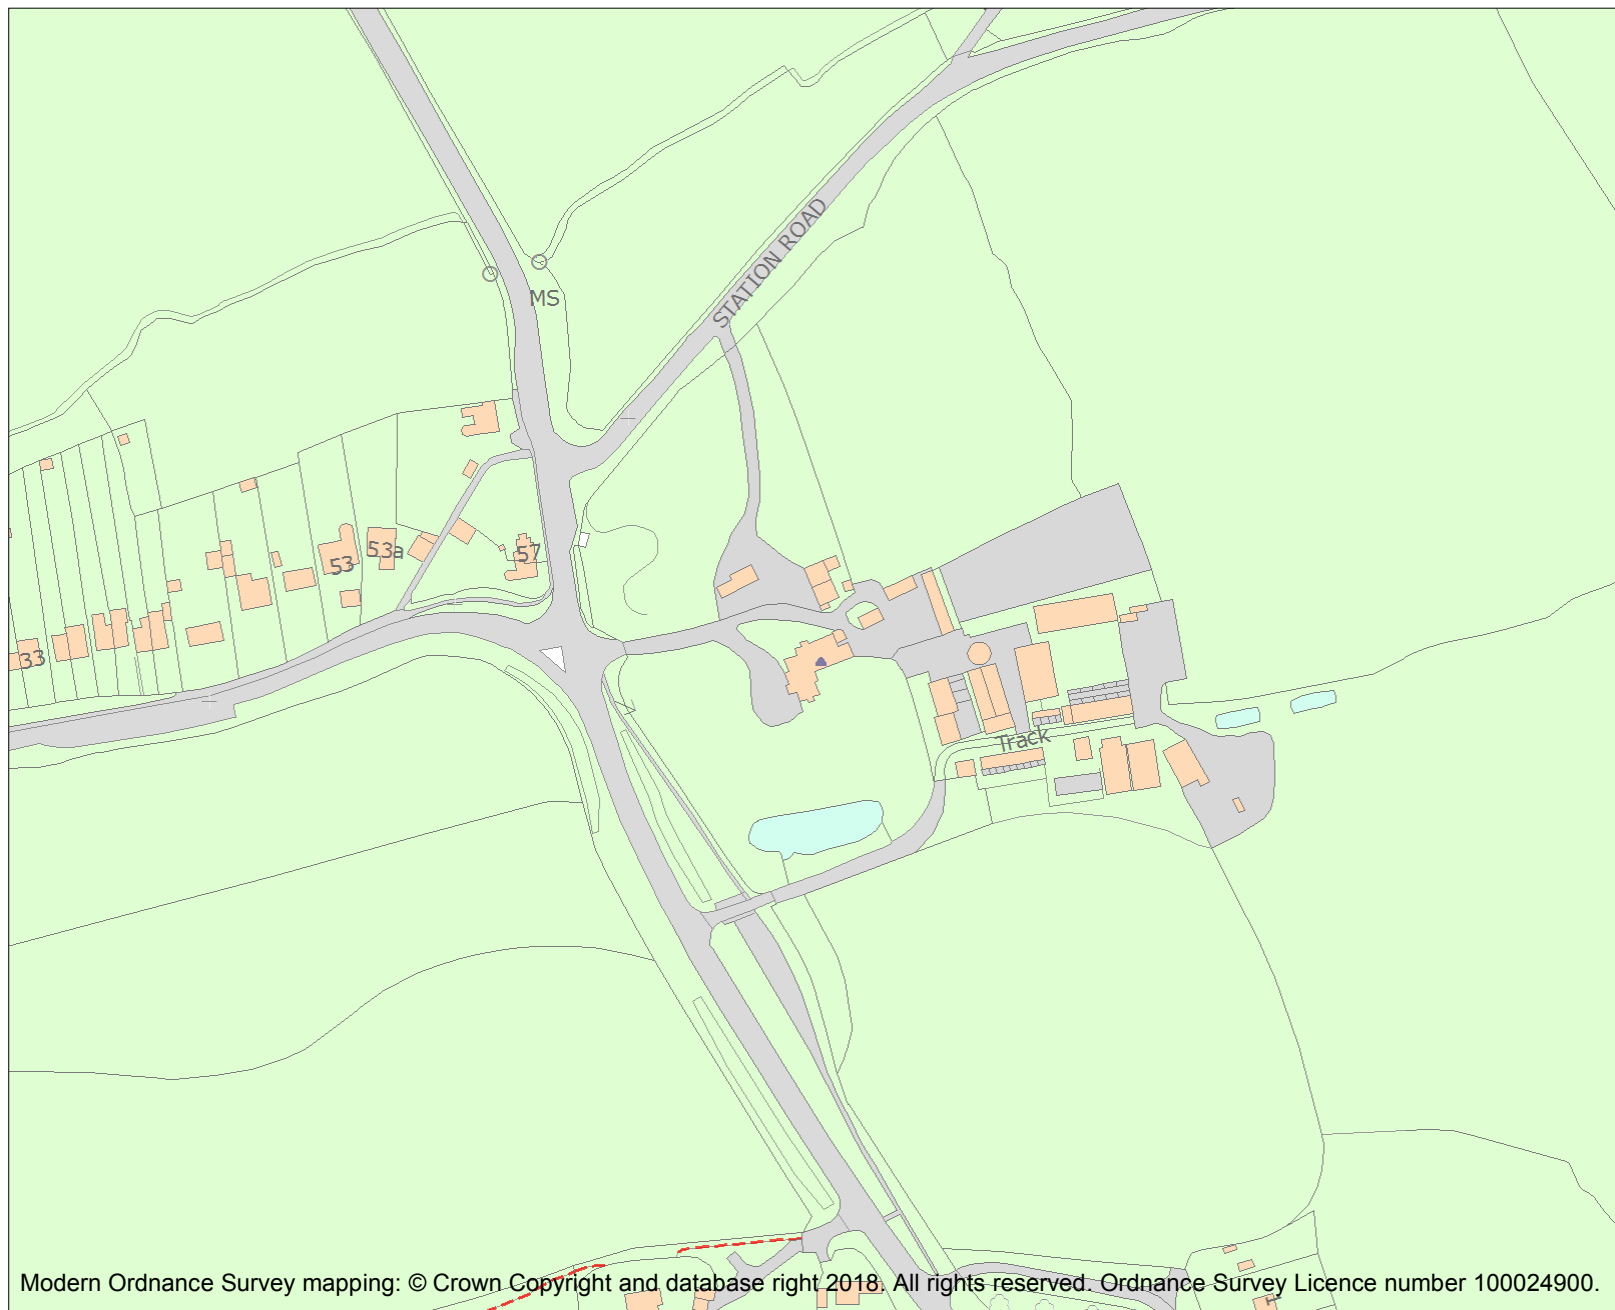 STATION ROAD
MS
53
53a
57
33
Track
Modern Ordnance Survey mapping: © Crown Copyright and database right 2018. All rights reserved. Ordnance Survey Licence number 100024900.